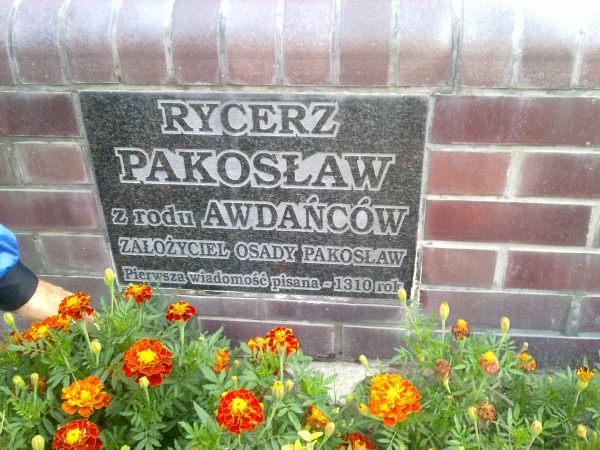 RYCERZ
PAKOSŁAW
z rodu AWDAŃCÓW
ZAŁOŻYCIEL OSADY PAKOSŁAW
Pierwsza wiadomość pisana - 1310 rok